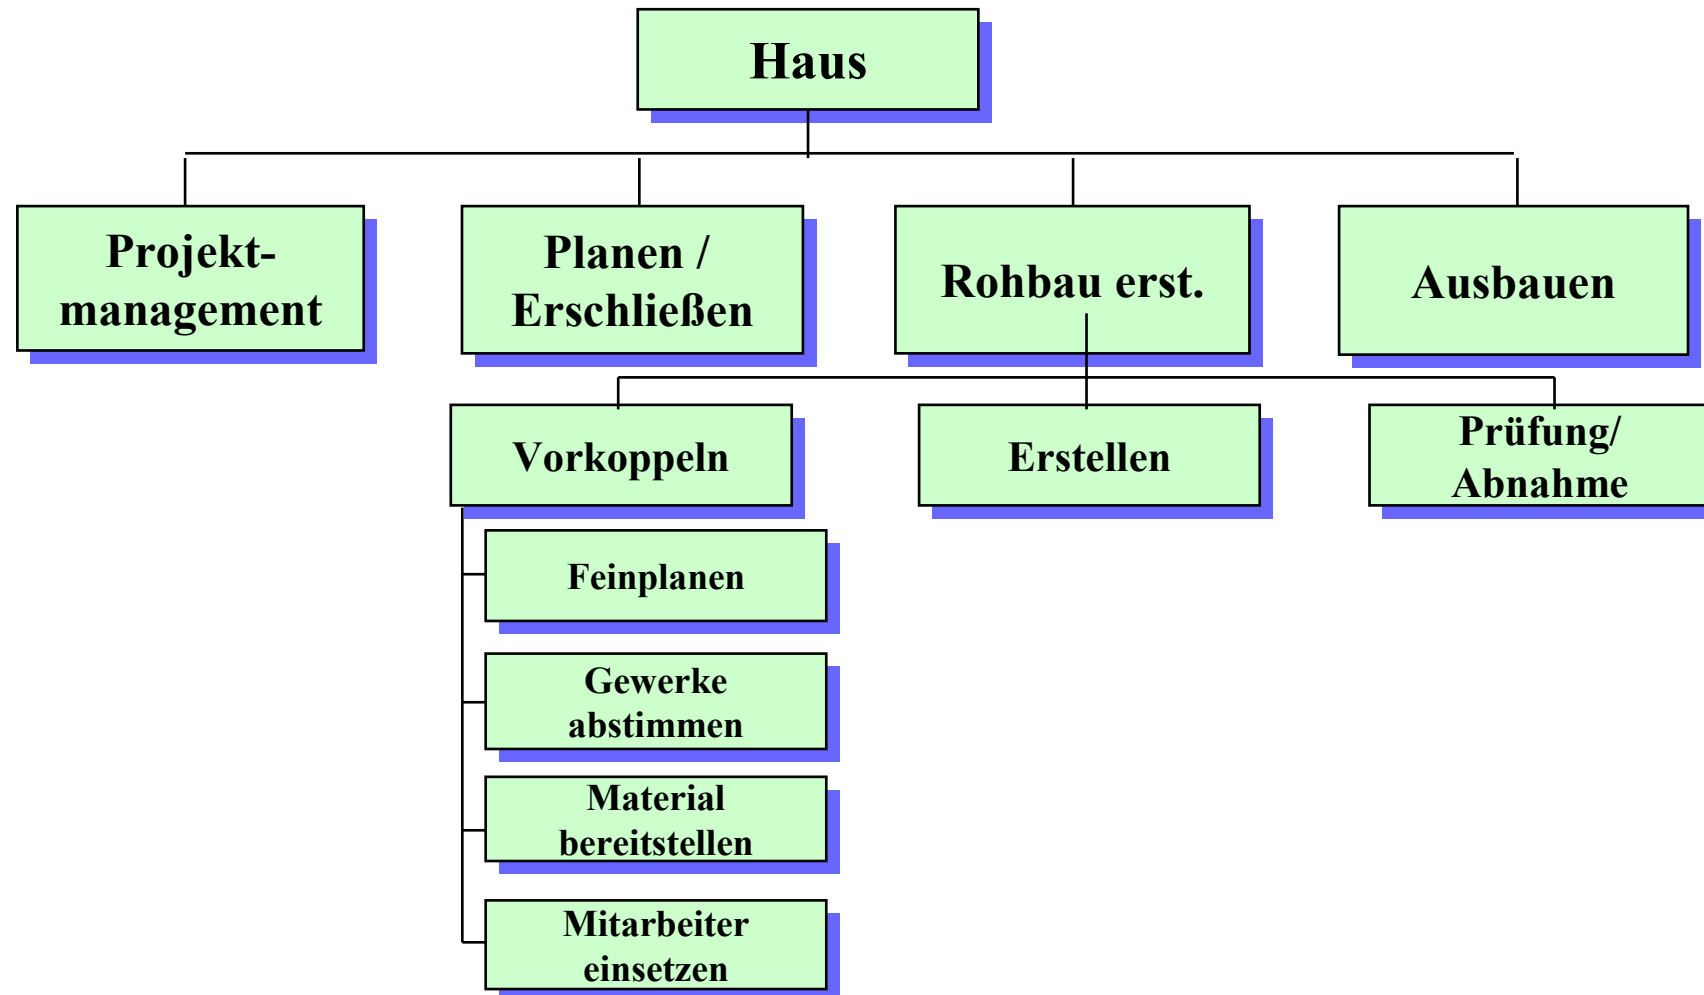 Haus
Projekt-
management
Planen /
Erschließen
Rohbau erst.
Ausbauen
Vorkoppeln
Erstellen
Prüfung/
Abnahme
Feinplanen
Gewerke
abstimmen
Material
bereitstellen
Mitarbeiter
einsetzen